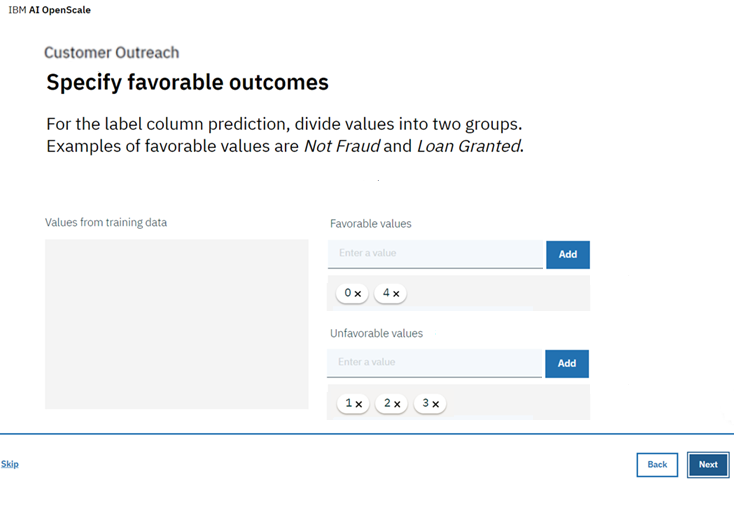 IBM AI OpenScale
Customer Outreach
Specify favorable outcomes
For the label column prediction, divide values into two groups.
Examples of favorable values are Not Fraud and Loan Granted.
Values from training data
Favorable values
Enter a value
Add
0 ×
4 ×
Unfavorable values
Enter a value
Add
1 ×
2 ×
3 ×
Skip
Back
Next